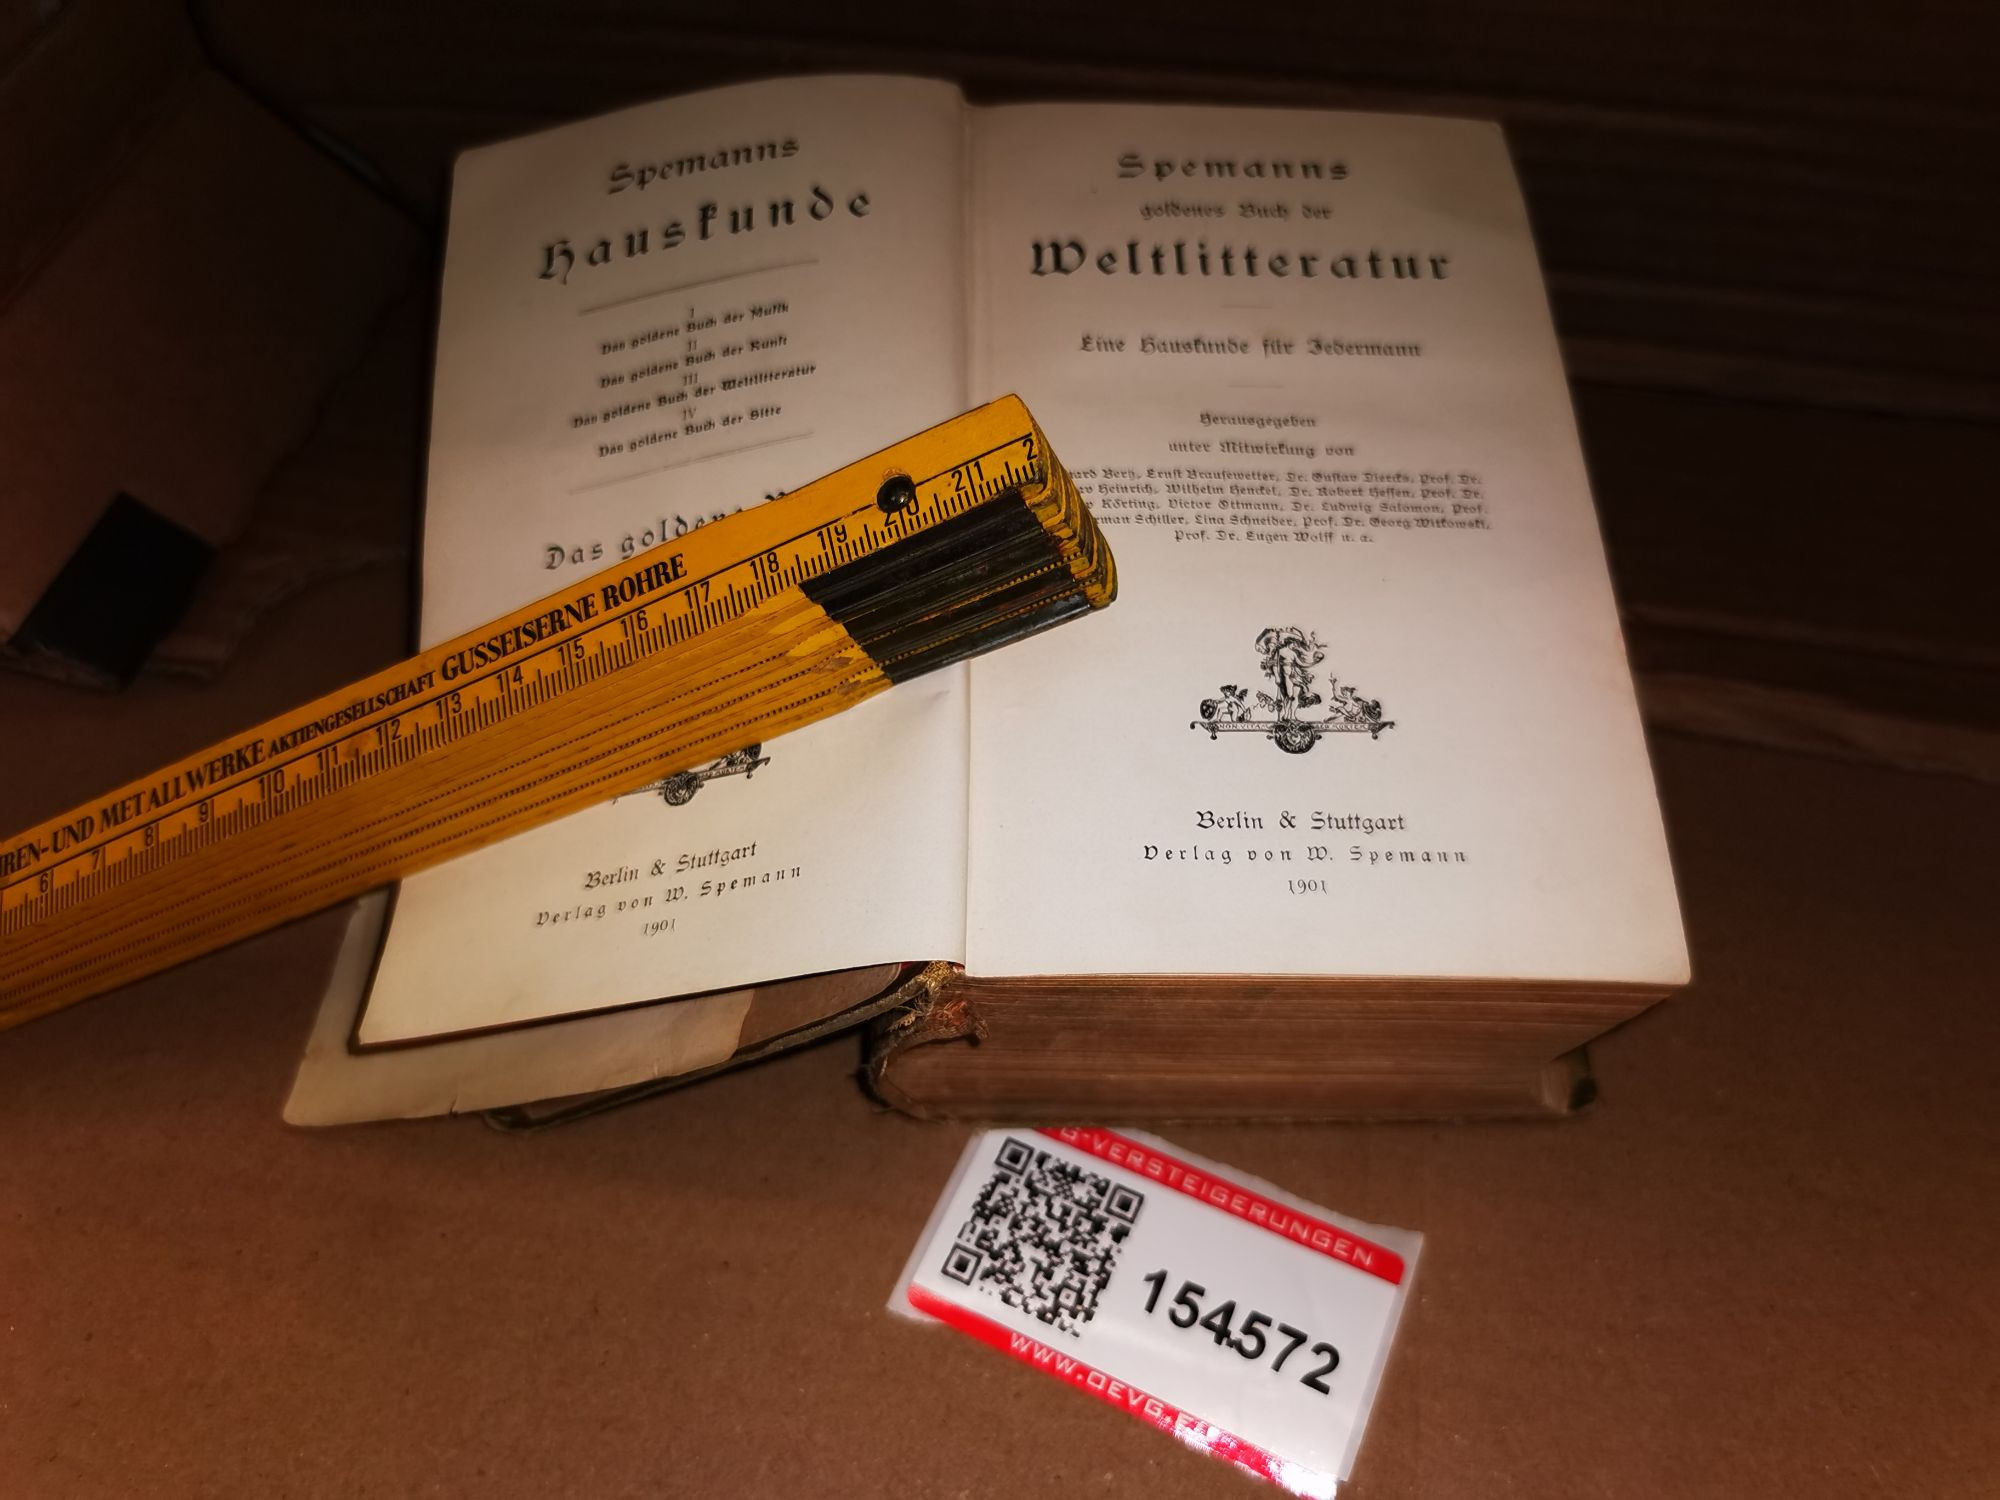 Spemanns
Hauskunde
I
Das goldene Buch der Musik
II
Das goldene Buch der Kunst
III
Das goldene Buch der Weltlitteratur
IV
Das goldene Buch der Sitte
Das goldene
Berlin & Stuttgart
Verlag von W. Spemann
1901
Spemanns
goldenes Buch der
Weltlitteratur
Eine Hauskunde für Jedermann
Herausgegeben
unter Mitwirkung von
Ernst Brausewetter, Dr. Gustav Diercks, Prof. Dr.
Heinrich, Wilhelm Henckel, Dr. Robert Hessen, Prof. Dr.
Körting, Victor Ottmann, Dr. Ludwig Salomon, Prof.
Schiller, Lina Schneider, Prof. Dr. Georg Witkowski,
Prof. Dr. Eugen Wolff u. a.
Berlin & Stuttgart
Verlag von W. Spemann
1901
UND METALLWERKE AKTIENGESELLSCHAFT GUSSEISERNE ROHRE
6 7 8 9 10 11 12 13 14 15 16 17 18 19 20 21 2
G-VERSTEIGERUNGEN
154572
WWW.OEVG.